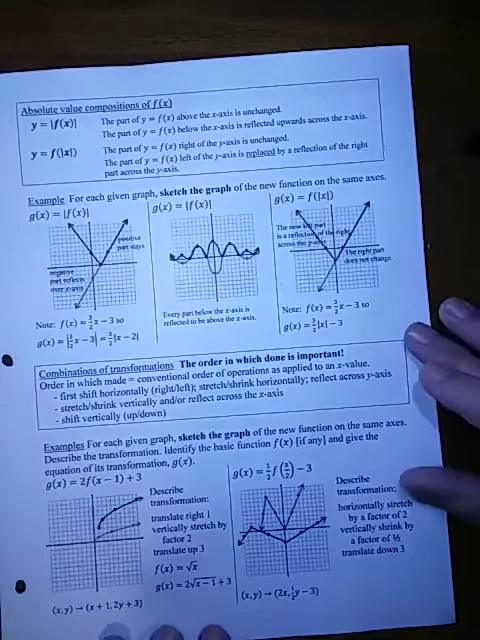 Absolute value compositions of f(x)
y = |f(x)| The part of y = f(x) above the x-axis is unchanged.
The part of y = f(x) below the x-axis is reflected upwards across the x-axis.
y = f(|x|) The part of y = f(x) right of the y-axis is unchanged.
The part of y = f(x) left of the y-axis is replaced by a reflection of the right
part across the y-axis.
Example For each given graph, sketch the graph of the new function on the same axes.
g(x) = |f(x)|
positive
part stays
negative
part reflects
over x-axis
Note: f(x) = 3/2 x − 3 so
g(x) = |3/2 x − 3| = 3/2 |x − 2|
g(x) = |f(x)|
Every part below the x-axis is
reflected to be above the x-axis.
g(x) = f(|x|)
The new left part
is a reflection of the right
across the y-axis
The right part
does not change.
Note: f(x) = 3/2 x − 3 so
g(x) = 3/2 |x| − 3
Combinations of transformations The order in which done is important!
Order in which made = conventional order of operations as applied to an x-value.
- first shift horizontally (right/left); stretch/shrink horizontally; reflect across y-axis
- stretch/shrink vertically and/or reflect across the x-axis
- shift vertically (up/down)
Examples For each given graph, sketch the graph of the new function on the same axes.
Describe the transformation. Identify the basic function f(x) [if any] and give the
equation of its transformation, g(x).
g(x) = 2f(x − 1) + 3
Describe
transformation:
translate right 1
vertically stretch by
factor 2
translate up 3
f(x) = √x
g(x) = 2√x − 1 + 3
(x, y) → (x + 1, 2y + 3)
g(x) = 1/2 f(x/2) − 3
Describe
transformation:
horizontally stretch
by a factor of 2
vertically shrink by
a factor of ½
translate down 3
(x, y) → (2x, 1/2 y − 3)